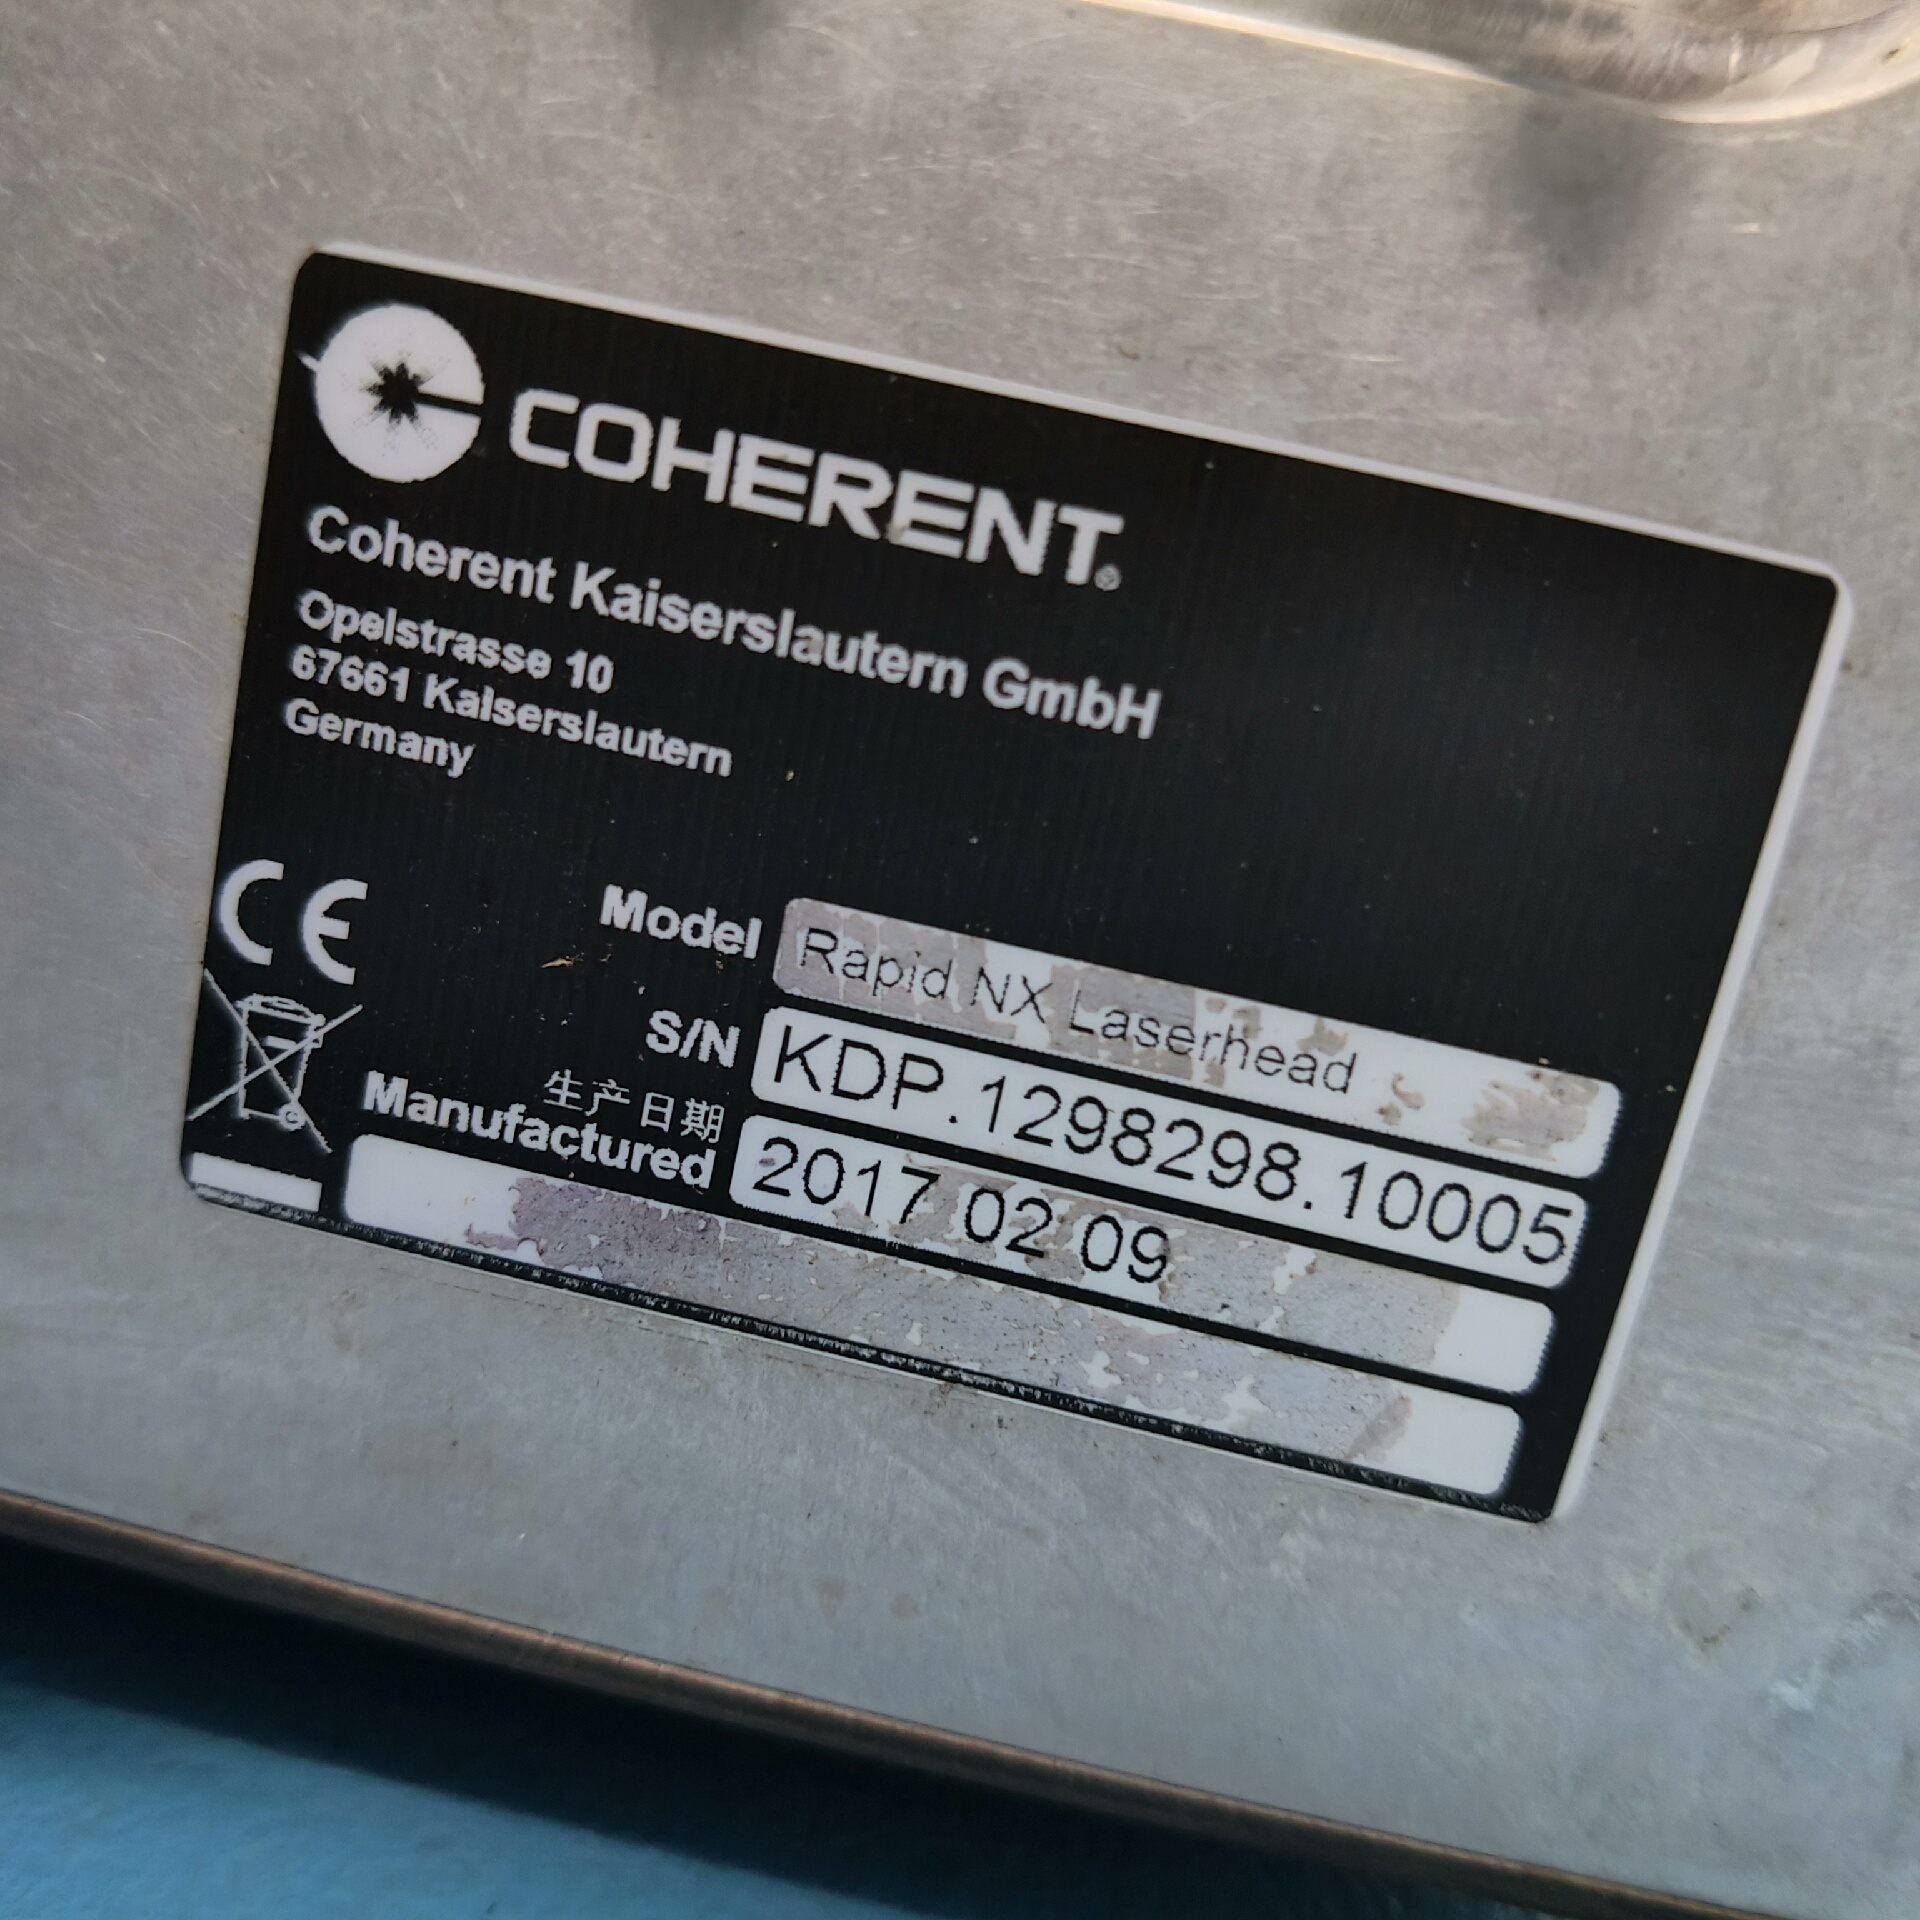 COHERENT®
Coherent Kaiserslautern GmbH
Opelstrasse 10
67661 Kaiserslautern
Germany
CE
Model Rapid NX Laserhead
S/N KDP.1298298.10005
生产日期
Manufactured 2017 02 09